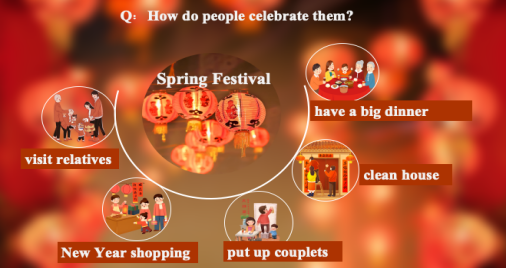 Q: How do people celebrate them?
Spring Festival
have a big dinner
visit relatives
clean house
New Year shopping
put up couplets